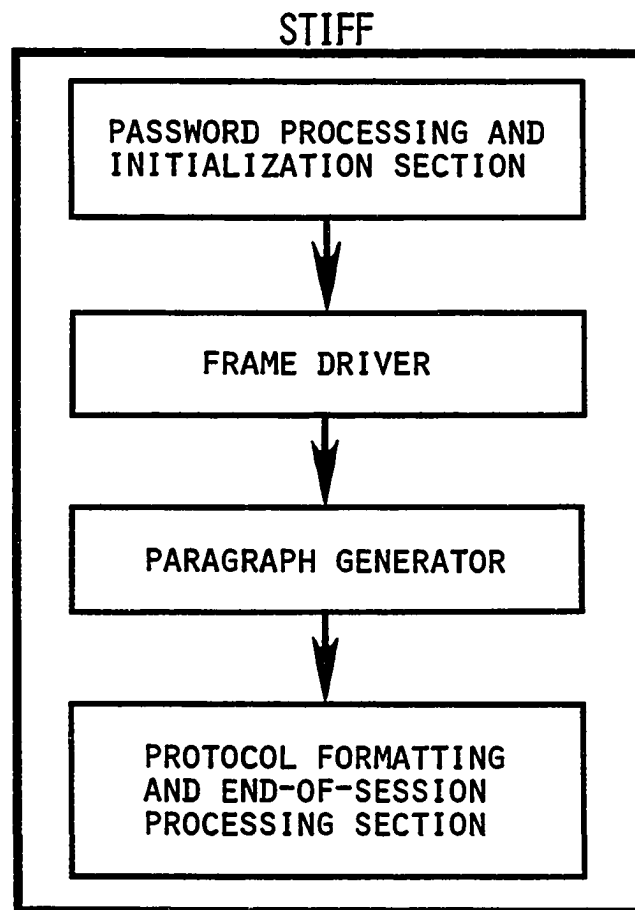 STIFF
PASSWORD PROCESSING AND
INITIALIZATION SECTION
FRAME DRIVER
PARAGRAPH GENERATOR
PROTOCOL FORMATTING
AND END-OF-SESSION
PROCESSING SECTION